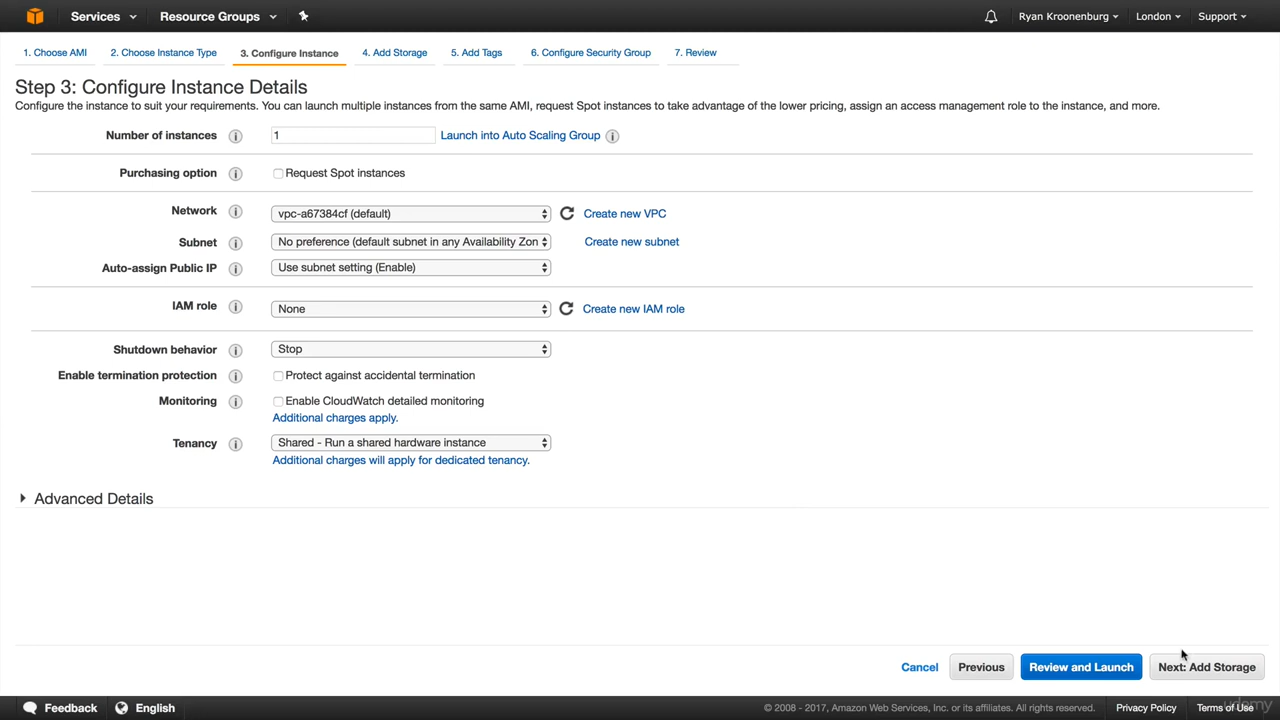 Services
Resource Groups
Ryan Kroonenburg
London
Support
1. Choose AMI
2. Choose Instance Type
3. Configure Instance
4. Add Storage
5. Add Tags
6. Configure Security Group
7. Review
Step 3: Configure Instance Details
Configure the instance to suit your requirements. You can launch multiple instances from the same AMI, request Spot instances to take advantage of the lower pricing, assign an access management role to the instance, and more.
Number of instances
1
Launch into Auto Scaling Group
Purchasing option
Request Spot instances
Network
vpc-a67384cf (default)
Create new VPC
Subnet
No preference (default subnet in any Availability Zon
Create new subnet
Auto-assign Public IP
Use subnet setting (Enable)
IAM role
None
Create new IAM role
Shutdown behavior
Stop
Enable termination protection
Protect against accidental termination
Monitoring
Enable CloudWatch detailed monitoring
Additional charges apply.
Tenancy
Shared - Run a shared hardware instance
Additional charges will apply for dedicated tenancy.
Advanced Details
Cancel
Previous
Review and Launch
Next: Add Storage
Feedback
English
© 2008 - 2017, Amazon Web Services, Inc. or its affiliates. All rights reserved.
Privacy Policy
Terms of Use
udemy